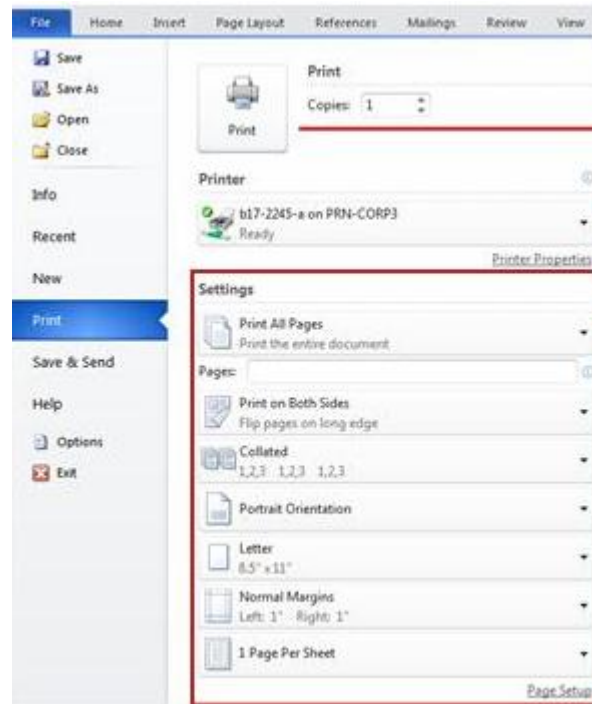 File Home Insert Page Layout References Mailings Review View
Save
Save As
Open
Close
Info
Recent
New
Print
Save & Send
Help
Options
Exit
Print
Print
Copies: 1
Printer
b17-2245-a on PRN-CORP3
Ready
Printer Properties
Settings
Print All Pages
Print the entire document
Pages:
Print on Both Sides
Flip pages on long edge
Collated
1,2,3 1,2,3 1,2,3
Portrait Orientation
Letter
8.5" x 11"
Normal Margins
Left: 1" Right: 1"
1 Page Per Sheet
Page Setup